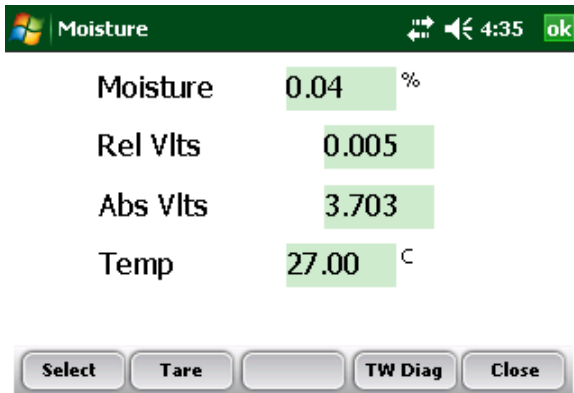 Moisture 4:35 ok
Moisture 0.04 %
Rel Vlts 0.005
Abs Vlts 3.703
Temp 27.00 C
Select Tare TW Diag Close